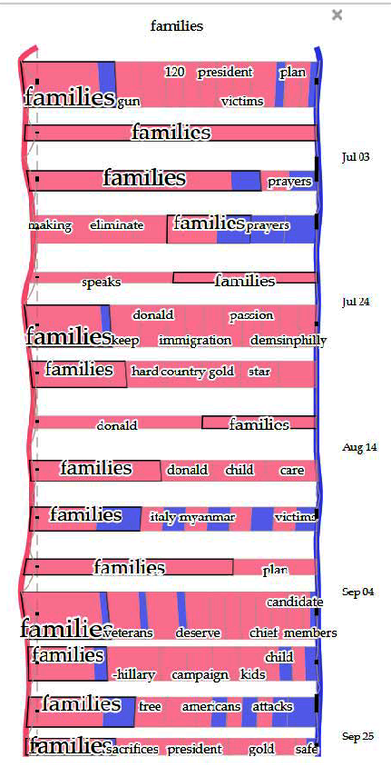 families
×
120 president plan
families gun victims
families
Jul 03
families prayers
making eliminate families prayers
speaks families
Jul 24
donald passion
families keep immigration demsinphilly
families hard country gold star
donald families
Aug 14
families donald child care
families italy myanmar victims
families plan
Sep 04
candidate
families veterans deserve chief members
families child
-hillary campaign kids
families tree americans attacks
Sep 25
families sacrifices president gold safe